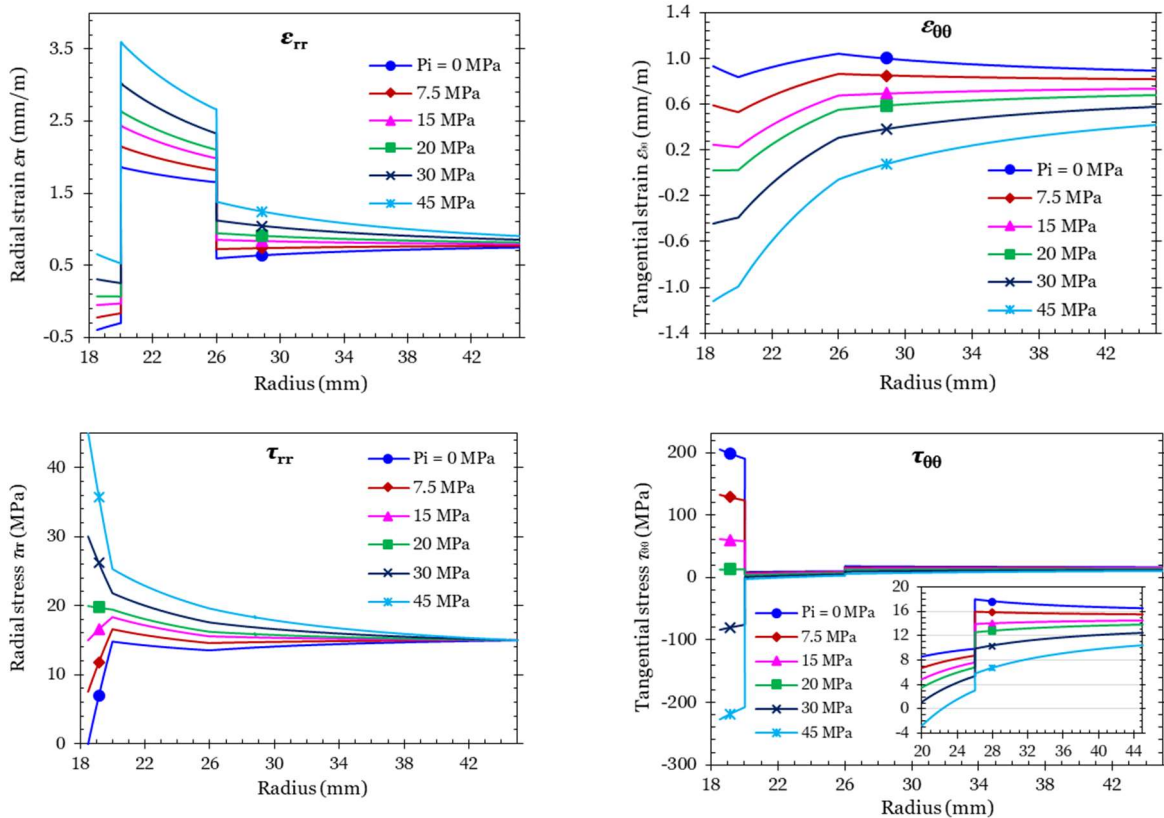 εrr
Radial strain εrr (mm/m)
3.5
2.5
1.5
0.5
-0.5
Pi = 0 MPa
7.5 MPa
15 MPa
20 MPa
30 MPa
45 MPa
18 22 26 30 34 38 42
Radius (mm)
εθθ
Tangential strain εθθ (mm/m)
1.4
1.0
0.6
0.2
-0.2
-0.6
-1.0
-1.4
Pi = 0 MPa
7.5 MPa
15 MPa
20 MPa
30 MPa
45 MPa
18 22 26 30 34 38 42
Radius (mm)
τrr
Radial stress τrr (MPa)
40
30
20
10
0
Pi = 0 MPa
7.5 MPa
15 MPa
20 MPa
30 MPa
45 MPa
18 22 26 30 34 38 42
Radius (mm)
τθθ
Tangential stress τθθ (MPa)
200
100
0
-100
-200
-300
Pi = 0 MPa
7.5 MPa
15 MPa
20 MPa
30 MPa
45 MPa
20
16
12
8
4
0
-4
20 24 28 32 36 40 44
18 22 26 30 34 38 42
Radius (mm)